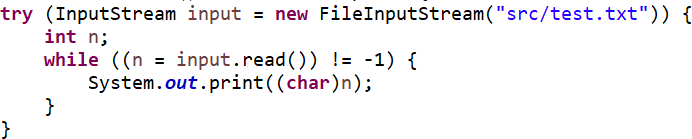 try (InputStream input = new FileInputStream("src/test.txt")) {
    int n;
    while ((n = input.read()) != -1) {
        System.out.print((char)n);
    }
}